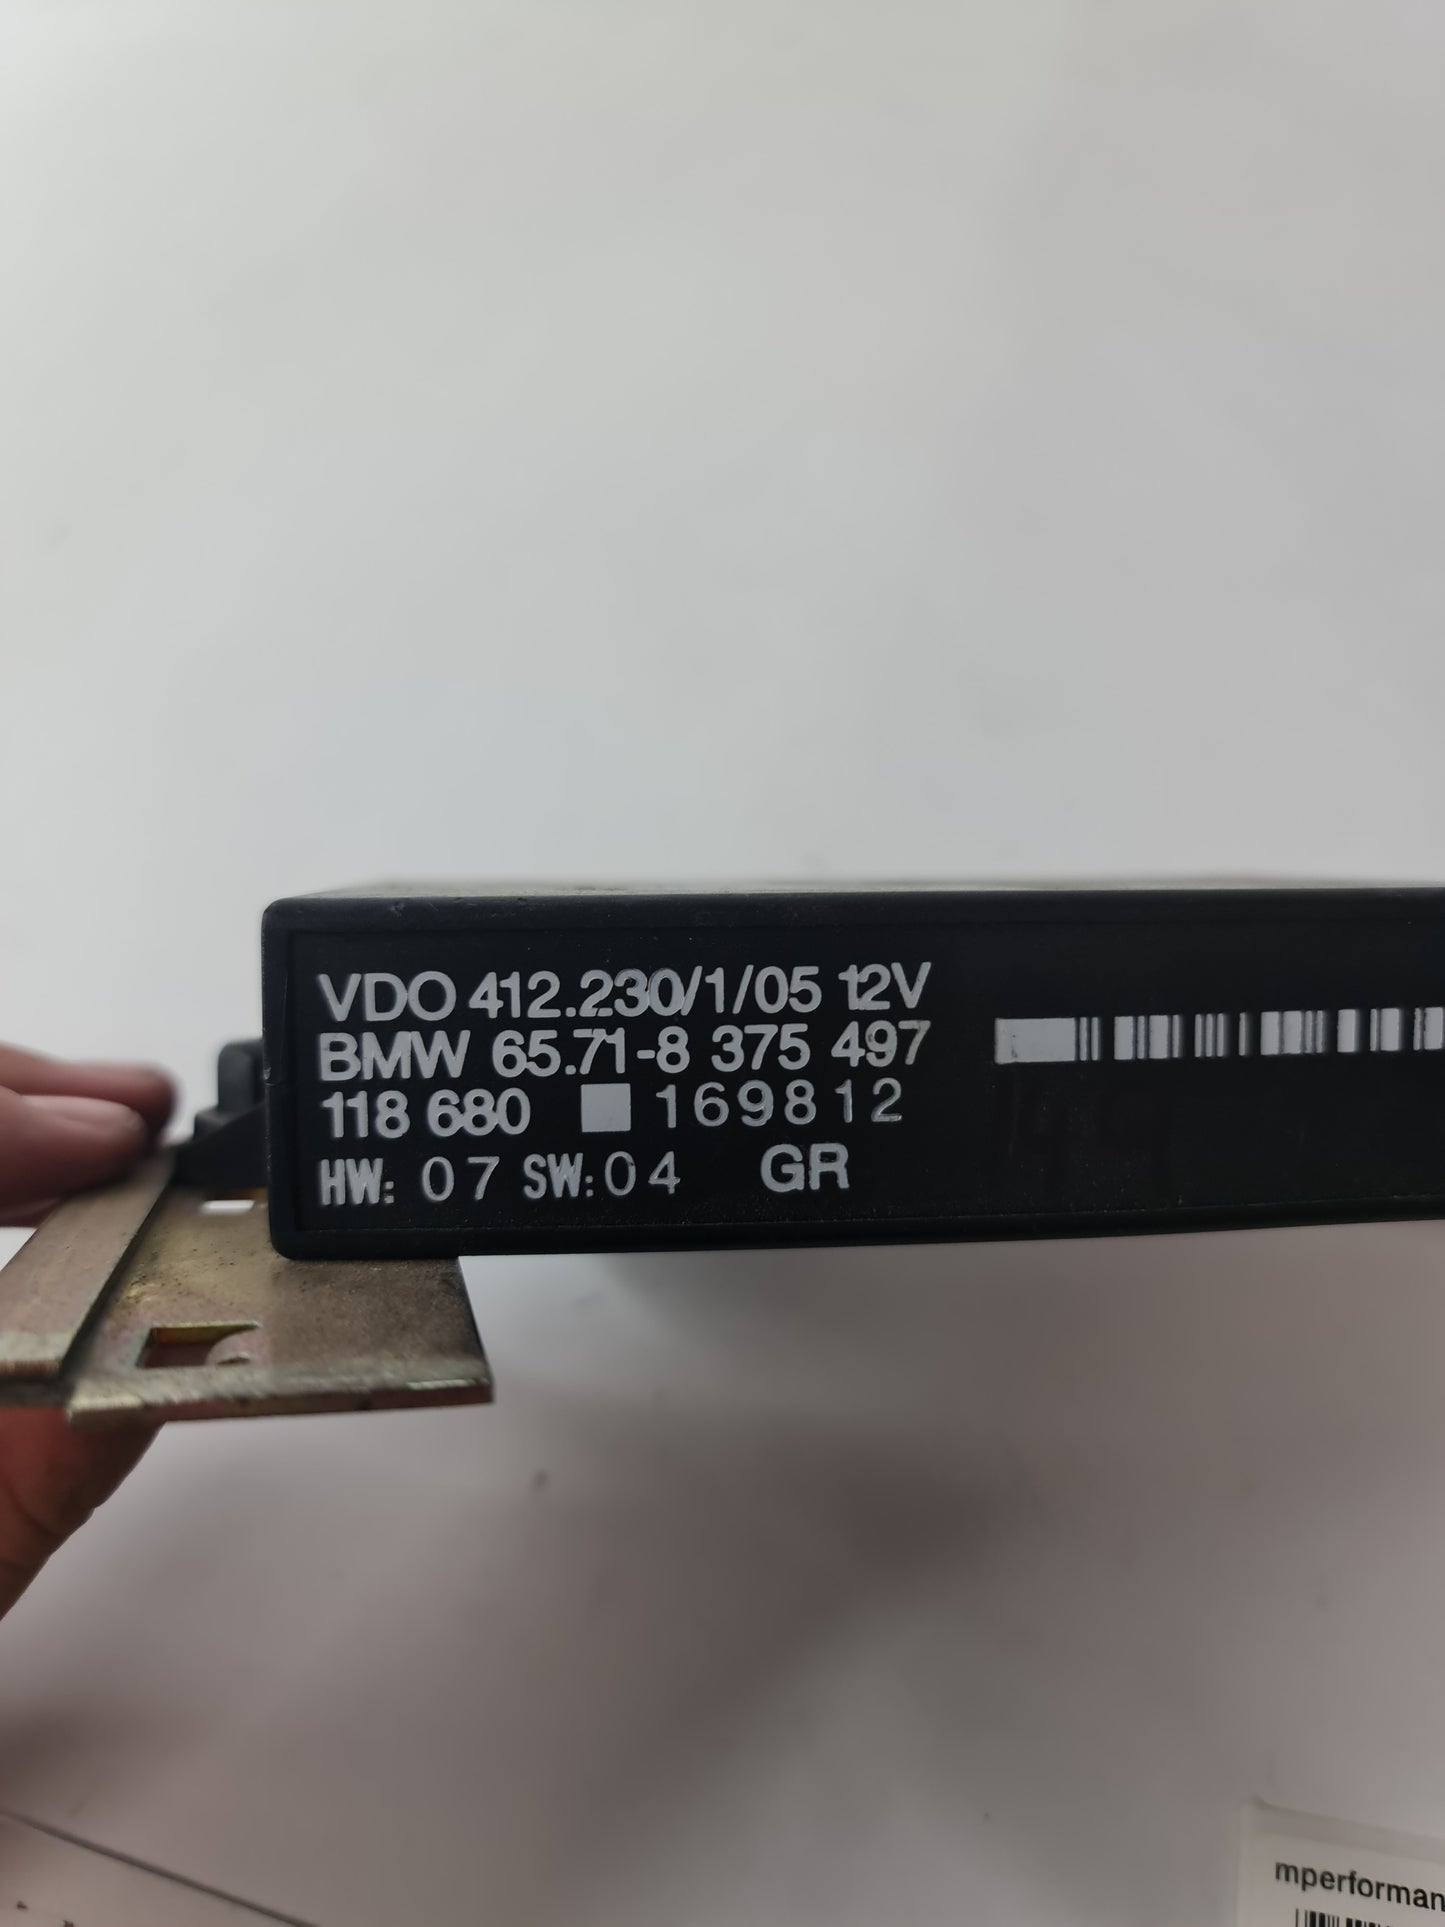 VDO 412.230/1/05 12V
BMW 65.71-8 375 497
118 680 169812
HW: 07 SW:04 GR
mperforman